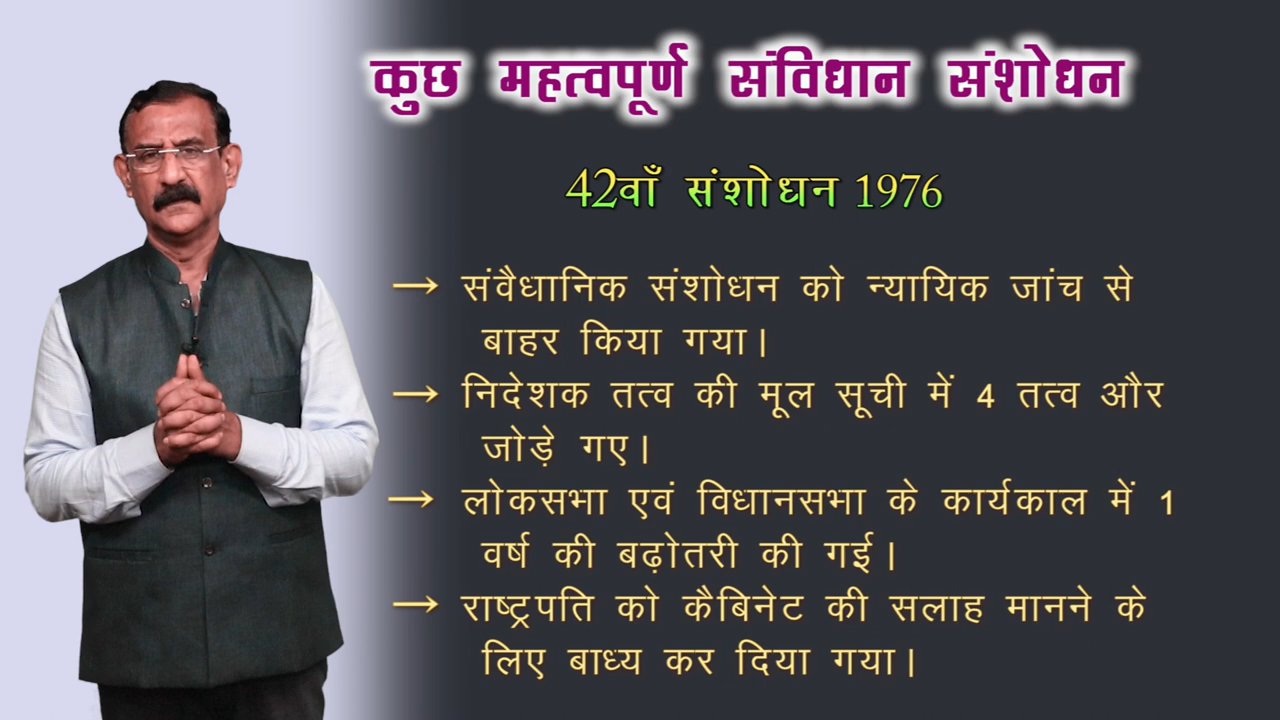 कुछ महत्वपूर्ण संविधान संशोधन
42वाँ संशोधन 1976
→ संवैधानिक संशोधन को न्यायिक जांच से
बाहर किया गया।
→ निदेशक तत्व की मूल सूची में 4 तत्व और
जोड़े गए।
→ लोकसभा एवं विधानसभा के कार्यकाल में 1
वर्ष की बढ़ोतरी की गई।
→ राष्ट्रपति को कैबिनेट की सलाह मानने के
लिए बाध्य कर दिया गया।